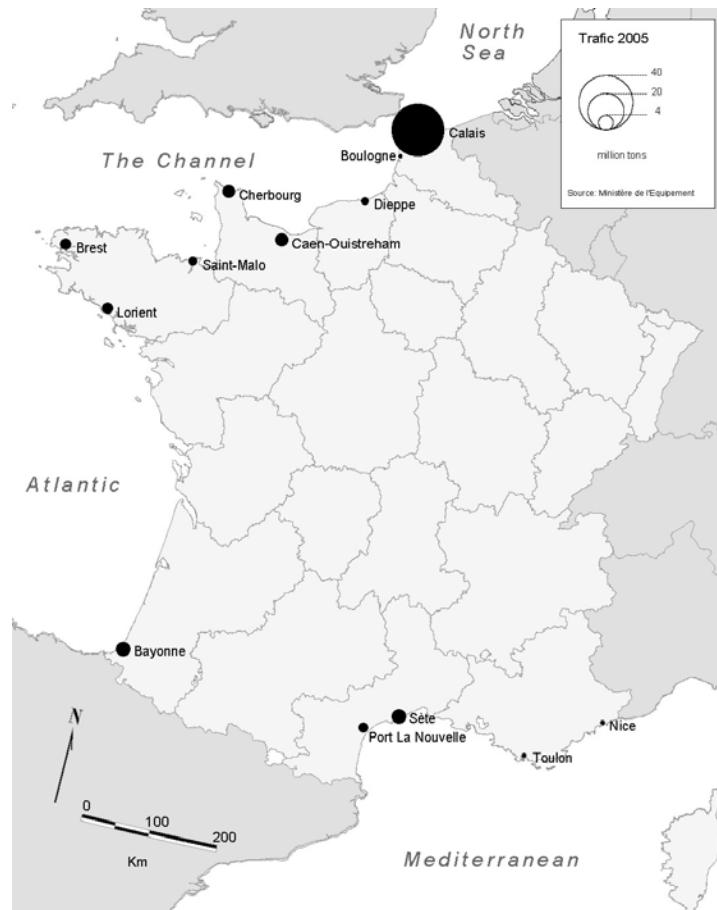 North
Sea
Trafic 2005
40
20
4
million tons
Source: Ministère de l'Equipement
Calais
Boulogne
The Channel
Cherbourg
Dieppe
Caen-Ouistreham
Brest
Saint-Malo
Lorient
Atlantic
Bayonne
Sète
Port La Nouvelle
Nice
Toulon
N
0
100
200
Km
Mediterranean